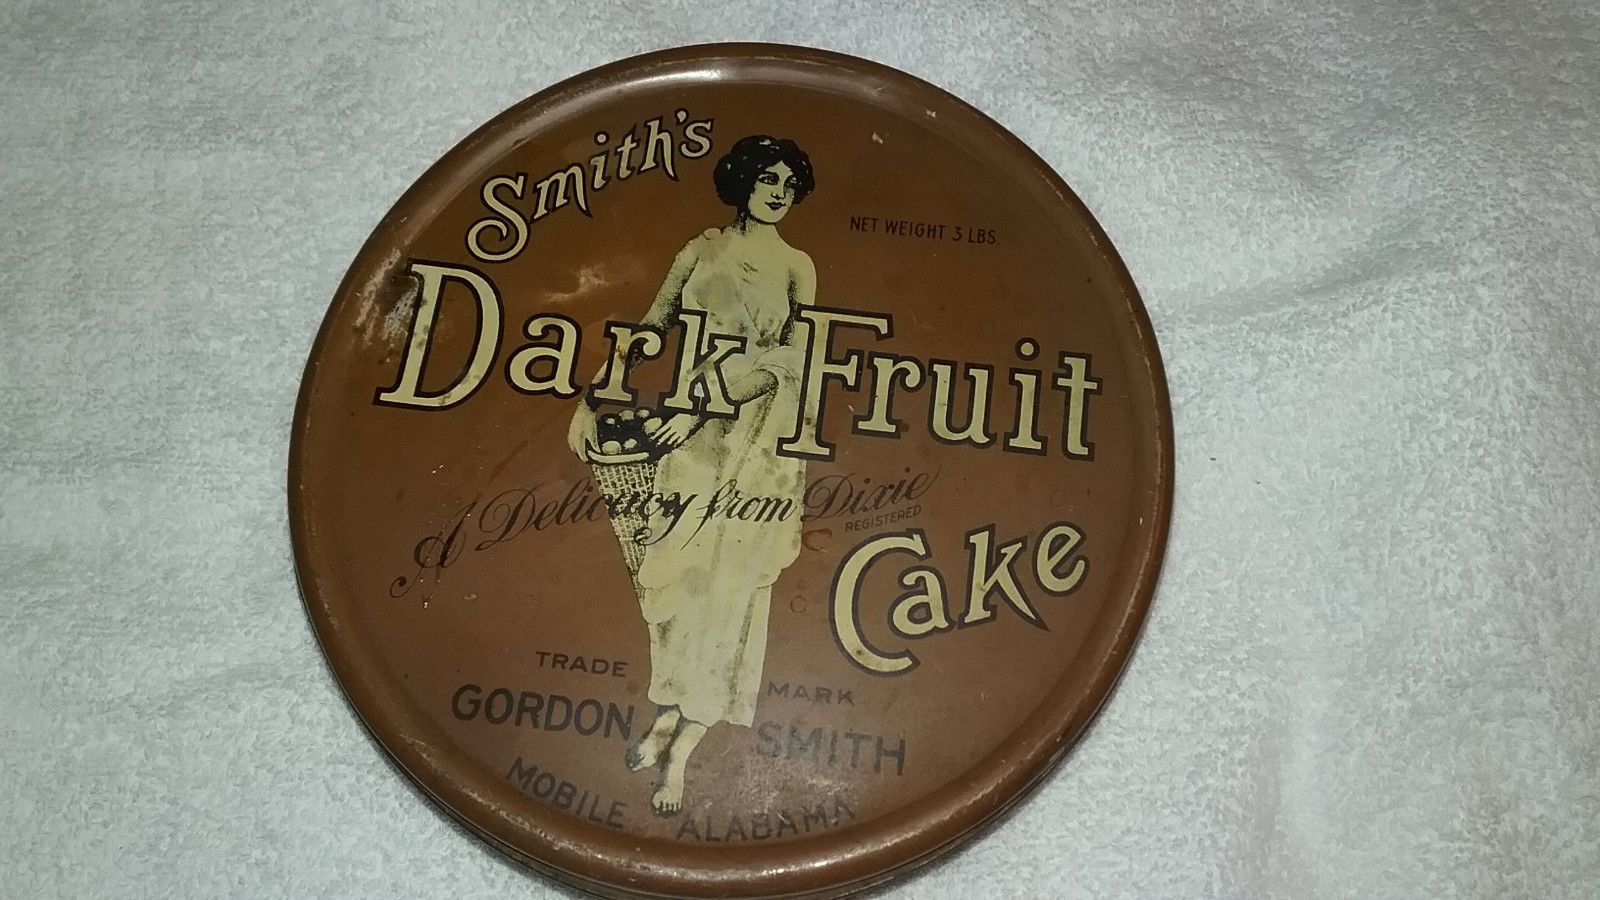 Smith's
NET WEIGHT 3 LBS.
Dark Fruit
A Delicacy from Dixie
REGISTERED
Cake
TRADE MARK
GORDON SMITH
MOBILE ALABAMA